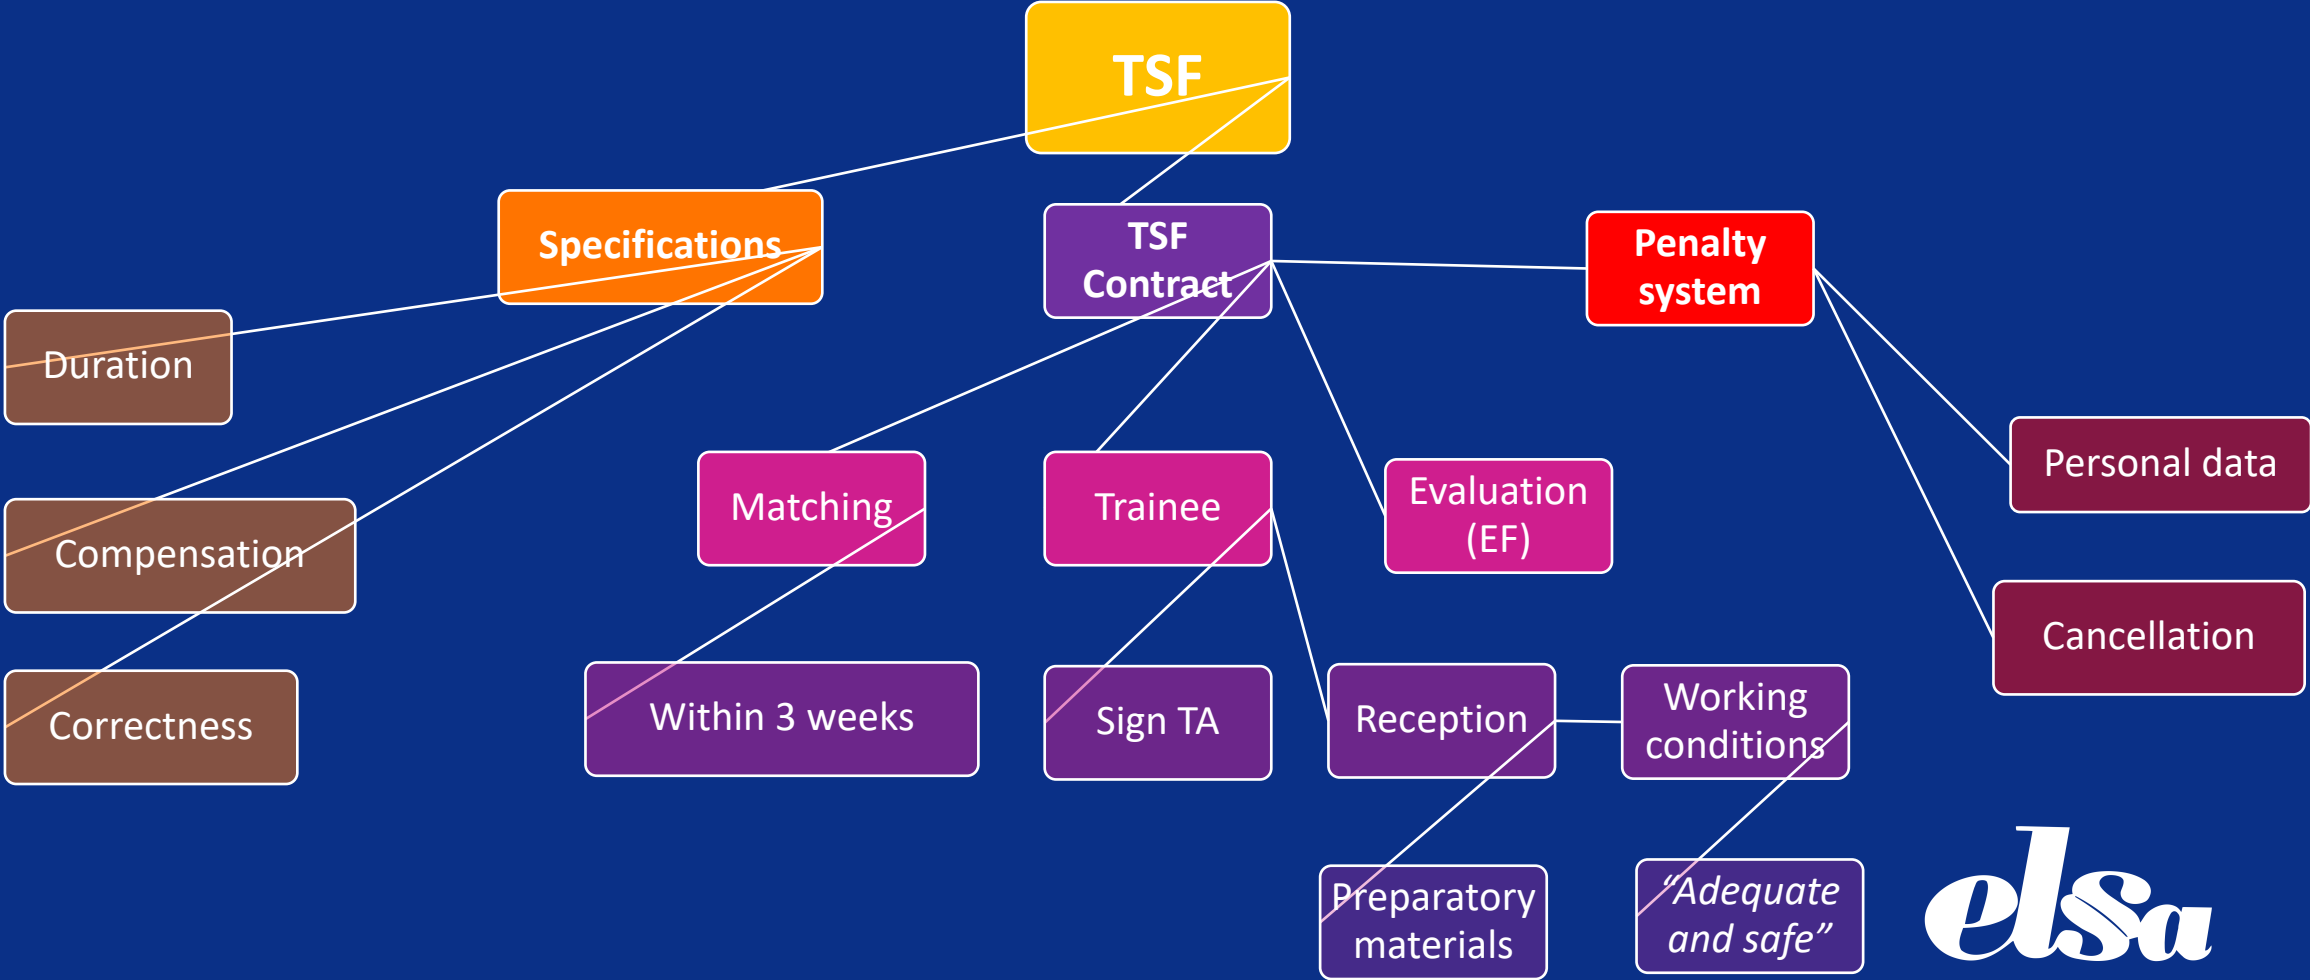 TSF
Specifications
TSF
Contract
Penalty
system
Duration
Compensation
Correctness
Matching
Trainee
Evaluation
(EF)
Personal data
Cancellation
Within 3 weeks
Sign TA
Reception
Working
conditions
Preparatory
materials
“Adequate
and safe”
elsa